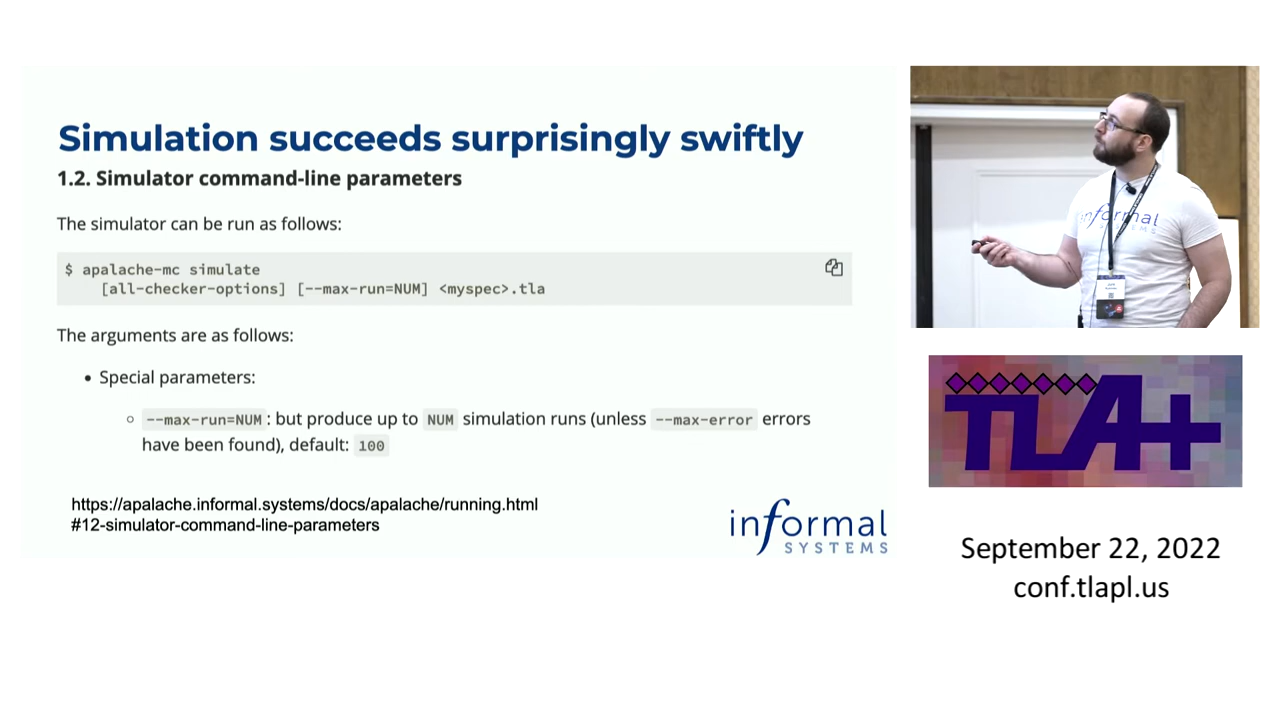 Simulation succeeds surprisingly swiftly
1.2. Simulator command-line parameters
The simulator can be run as follows:
$ apalache-mc simulate
[all-checker-options] [--max-run=NUM] <myspec>.tla
The arguments are as follows:
• Special parameters:
--max-run=NUM : but produce up to NUM simulation runs (unless --max-error errors
have been found), default: 100
https://apalache.informal.systems/docs/apalache/running.html
#12-simulator-command-line-parameters
informal
SYSTEMS
informal
SYSTEMS
TLA+
September 22, 2022
conf.tlapl.us